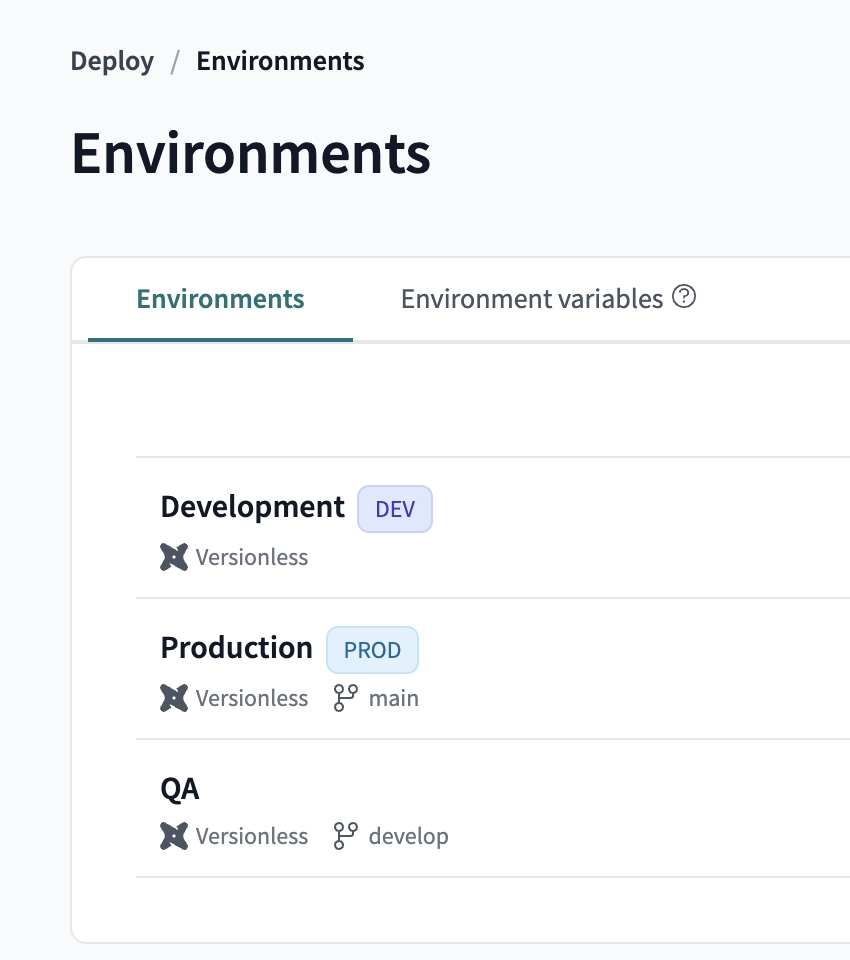 Deploy / Environments
Environments
Environments Environment variables
Development DEV
Versionless
Production PROD
Versionless main
QA
Versionless develop